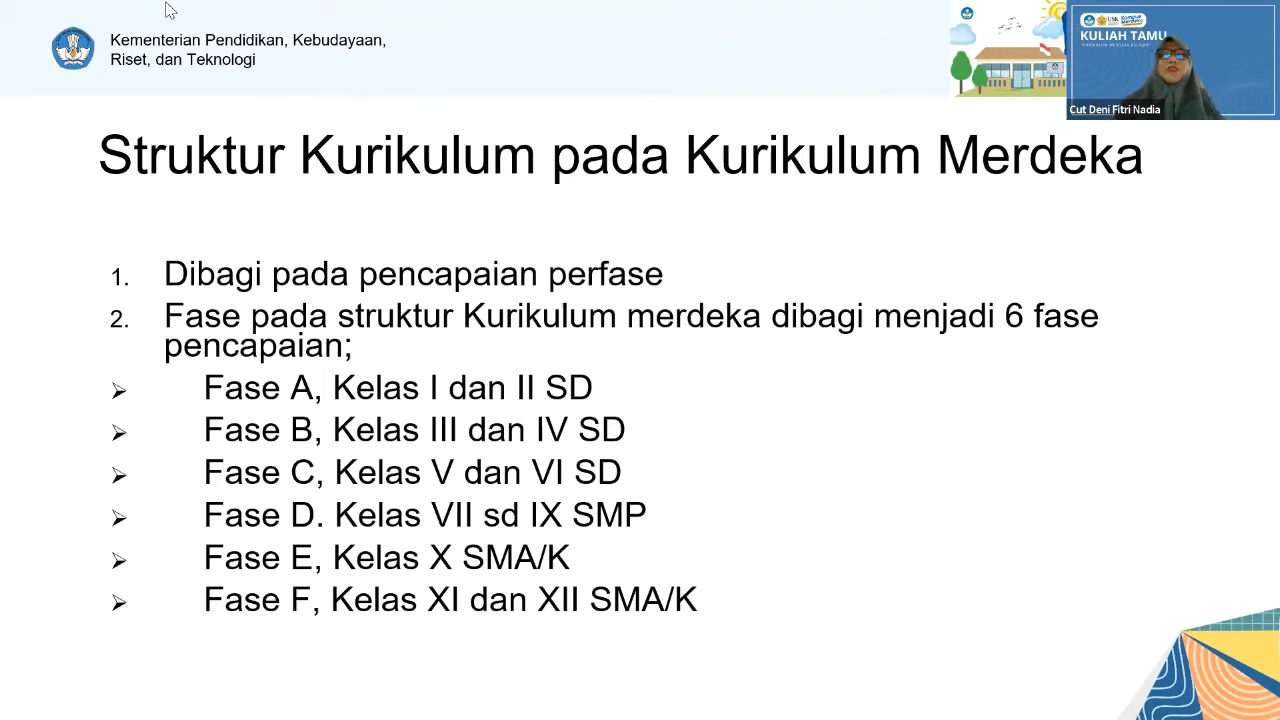 Kementerian Pendidikan, Kebudayaan,
Riset, dan Teknologi
USK
Kampus
Merdeka
KULIAH TAMU
Cut Deni Fitri Nadia
Struktur Kurikulum pada Kurikulum Merdeka
1. Dibagi pada pencapaian perfase
2. Fase pada struktur Kurikulum merdeka dibagi menjadi 6 fase
pencapaian;
➢ Fase A, Kelas I dan II SD
➢ Fase B, Kelas III dan IV SD
➢ Fase C, Kelas V dan VI SD
➢ Fase D. Kelas VII sd IX SMP
➢ Fase E, Kelas X SMA/K
➢ Fase F, Kelas XI dan XII SMA/K